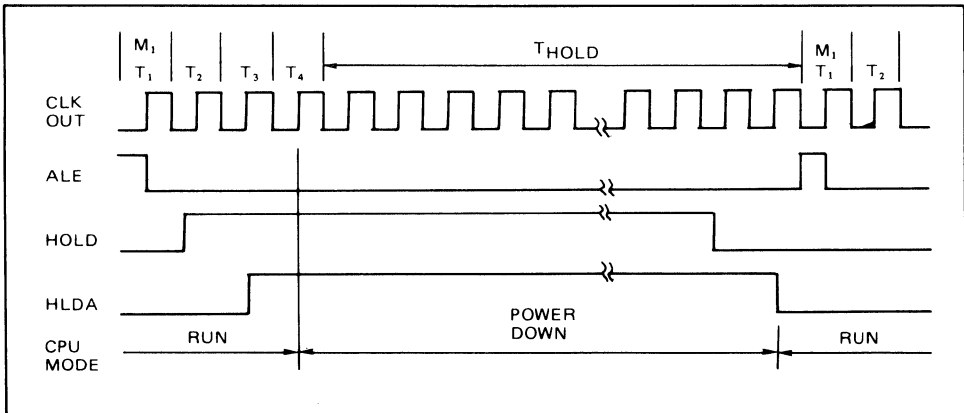 M1 THOLD M1
T1 T2 T3 T4 T1 T2
CLK
OUT
ALE
HOLD
HLDA
POWER
DOWN
RUN RUN
CPU
MODE